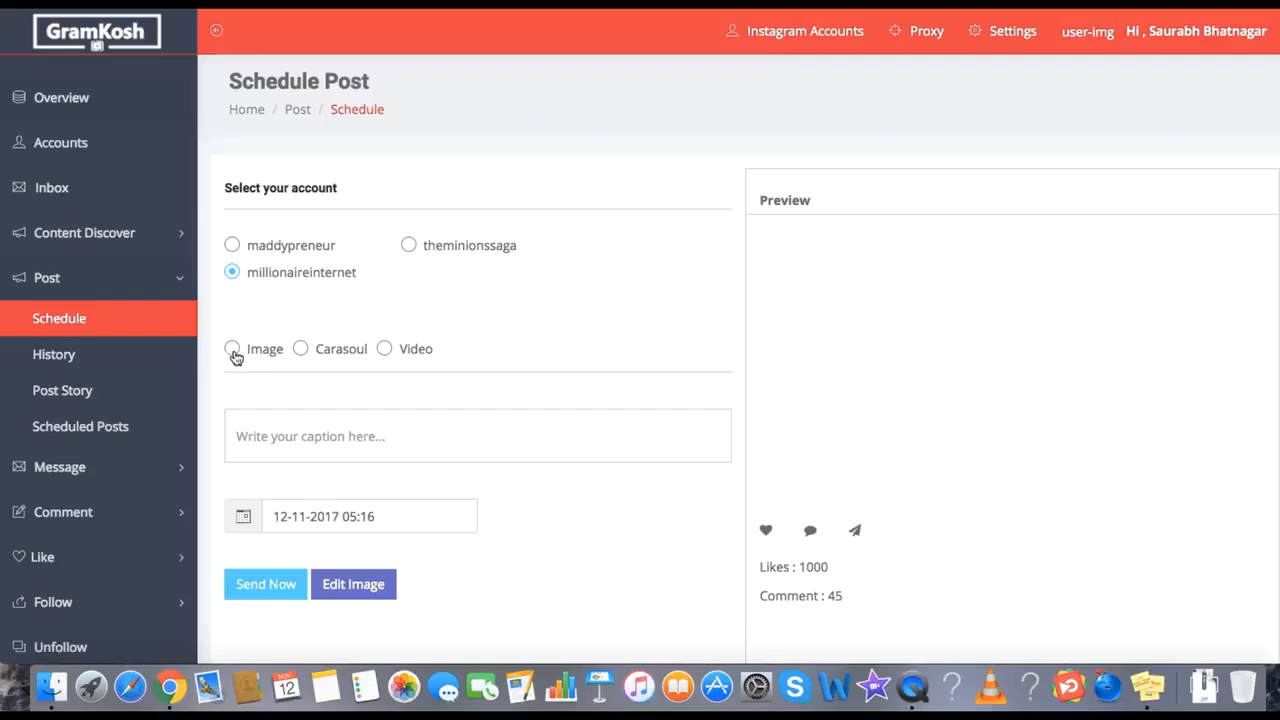 GramKosh
Instagram Accounts
Proxy
Settings
user-img
Hi , Saurabh Bhatnagar
Overview
Accounts
Inbox
Content Discover
Post
Schedule
History
Post Story
Scheduled Posts
Message
Comment
Like
Follow
Unfollow
Schedule Post
Home / Post / Schedule
Select your account
maddypreneur
theminionssaga
millionaireinternet
Image
Carasoul
Video
Write your caption here...
12-11-2017 05:16
Send Now
Edit Image
Preview
Likes : 1000
Comment : 45
NOV
12